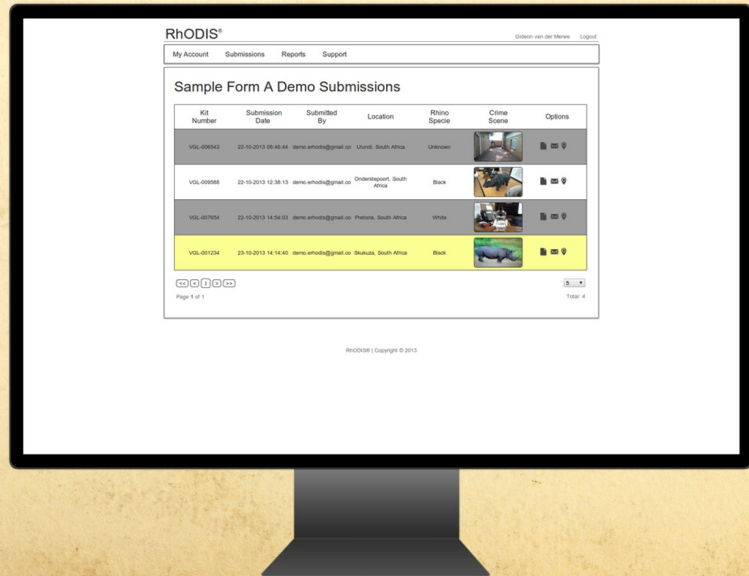 RhODIS®
Gideon van der Merwe Logout
My Account Submissions Reports Support
Sample Form A Demo Submissions
Kit Number Submission Date Submitted By Location Rhino Specie Crime Scene Options
VGL-006543 22-10-2013 06:46:44 demo.erhodis@gmail.co Ulundi, South Africa Unknown
VGL-009588 22-10-2013 12:38:13 demo.erhodis@gmail.co Onderstepoort, South Africa Black
VGL-007654 22-10-2013 14:54:03 demo.erhodis@gmail.co Pretoria, South Africa White
VGL-001234 23-10-2013 14:14:40 demo.erhodis@gmail.co Skukuza, South Africa Black
<< < 1 > >> 5
Page 1 of 1 Total: 4
RhODIS® | Copyright © 2013